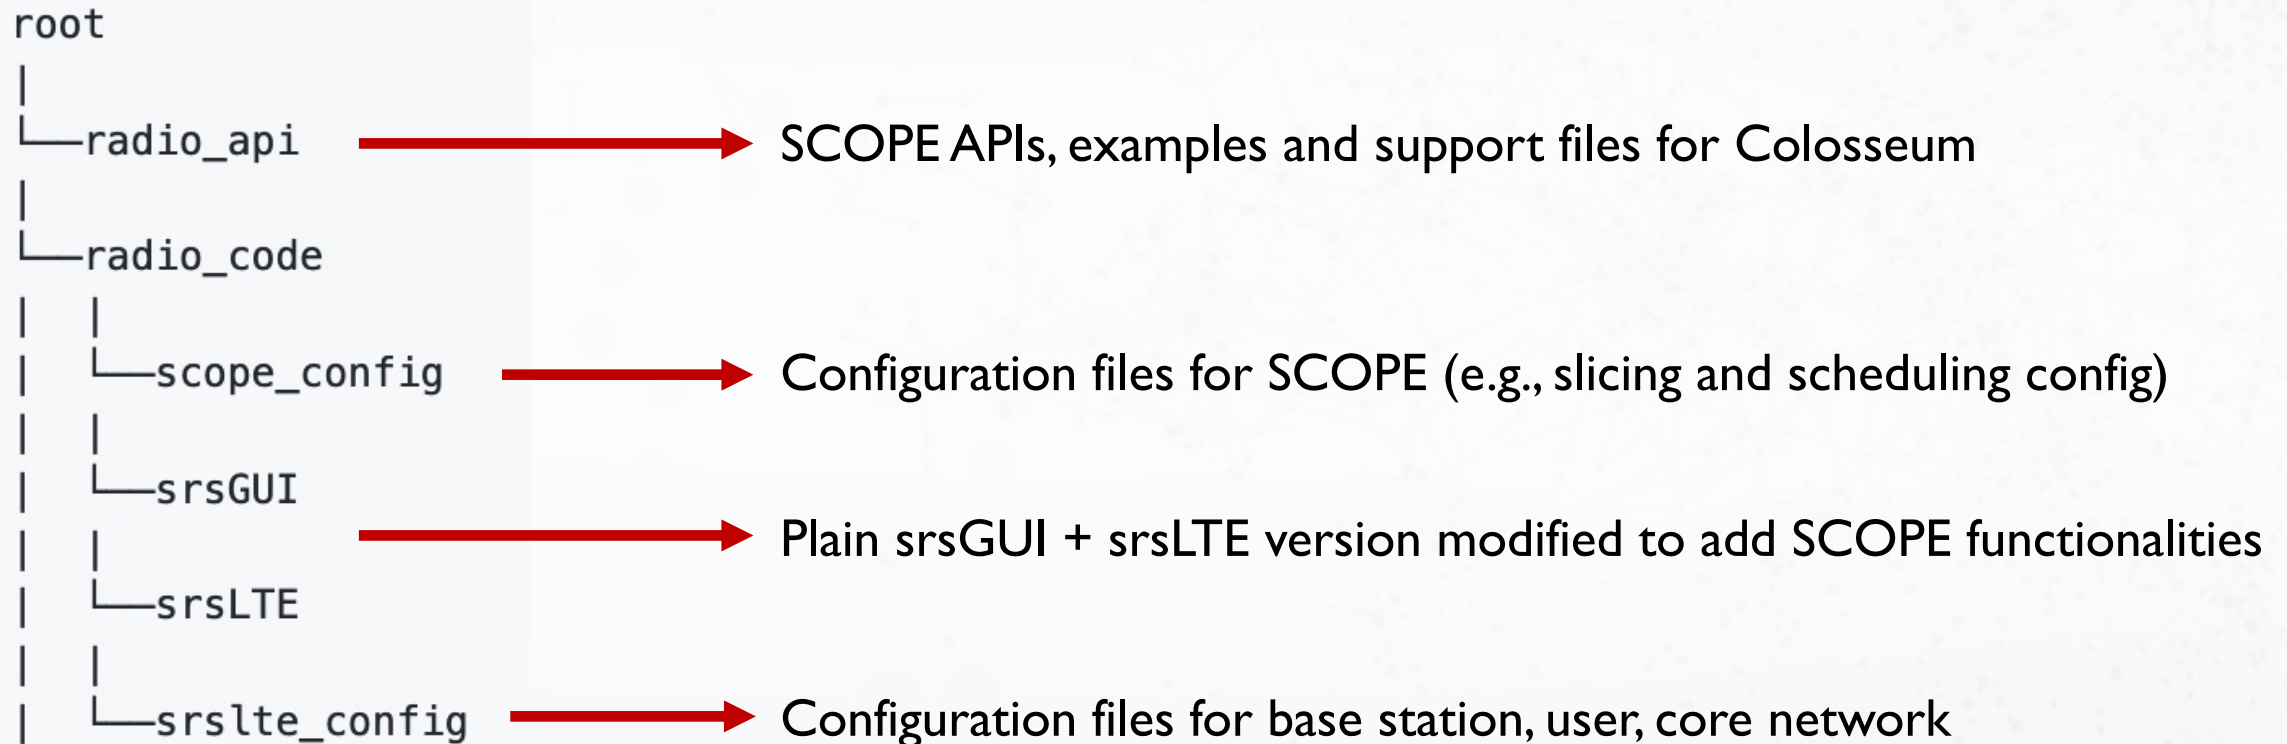 root
radio_api
SCOPE APIs, examples and support files for Colosseum
radio_code
scope_config
Configuration files for SCOPE (e.g., slicing and scheduling config)
srsGUI
Plain srsGUI + srsLTE version modified to add SCOPE functionalities
srsLTE
srslte_config
Configuration files for base station, user, core network